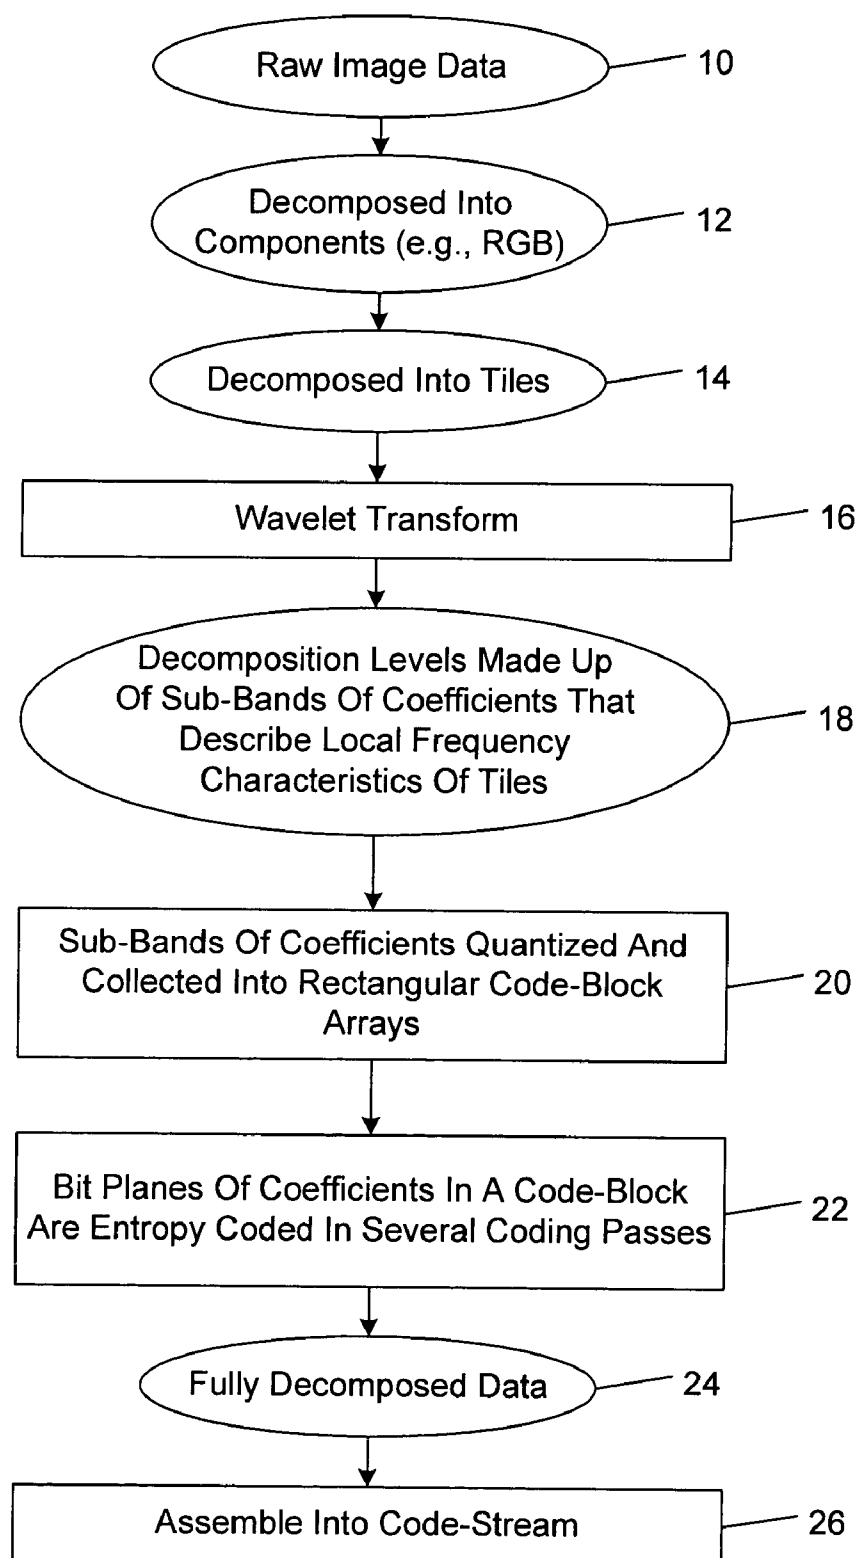 Raw Image Data
10
Decomposed Into
Components (e.g., RGB)
12
Decomposed Into Tiles
14
Wavelet Transform
16
Decomposition Levels Made Up
Of Sub-Bands Of Coefficients That
Describe Local Frequency
Characteristics Of Tiles
18
Sub-Bands Of Coefficients Quantized And
Collected Into Rectangular Code-Block
Arrays
20
Bit Planes Of Coefficients In A Code-Block
Are Entropy Coded In Several Coding Passes
22
Fully Decomposed Data
24
Assemble Into Code-Stream
26